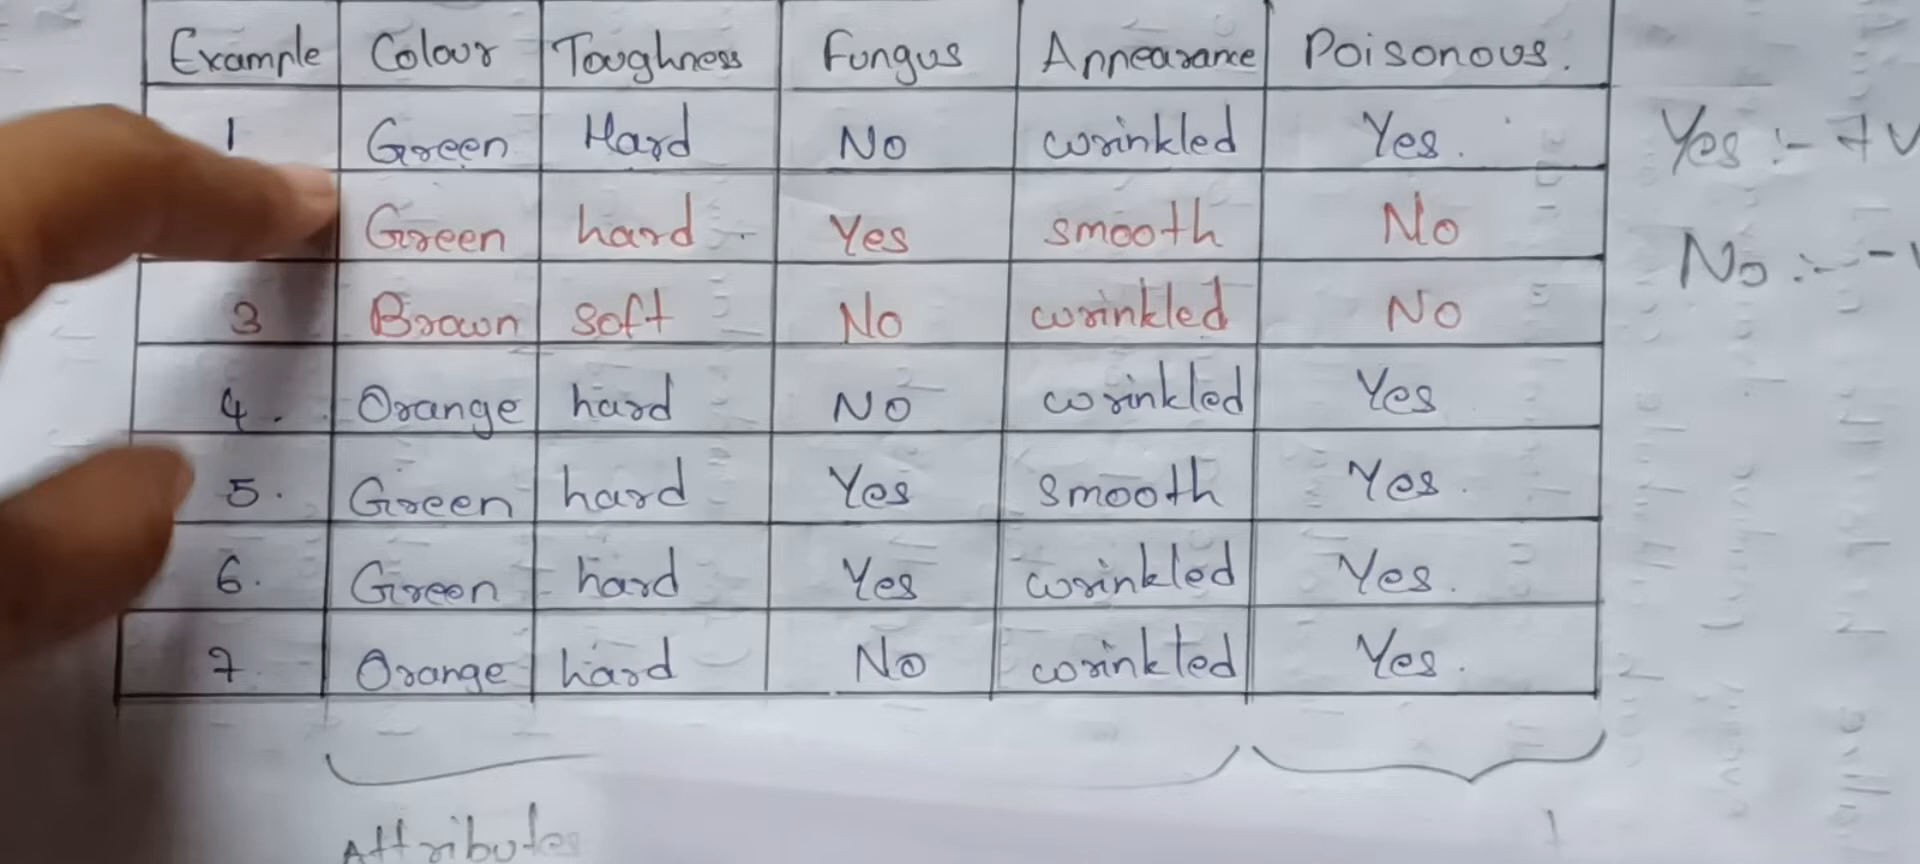 Example Colour Toughness Fungus Annearance Poisonous.
1 Green Hard No wrinkled Yes.
Green hard Yes smooth No
3 Brown soft No wrinkled No
4. Orange hard No wrinkled Yes
5. Green hard Yes smooth Yes.
6. Green hard Yes wrinkled Yes.
7. Orange hard No wrinkled Yes.
Yes :-
No :-
Attributes